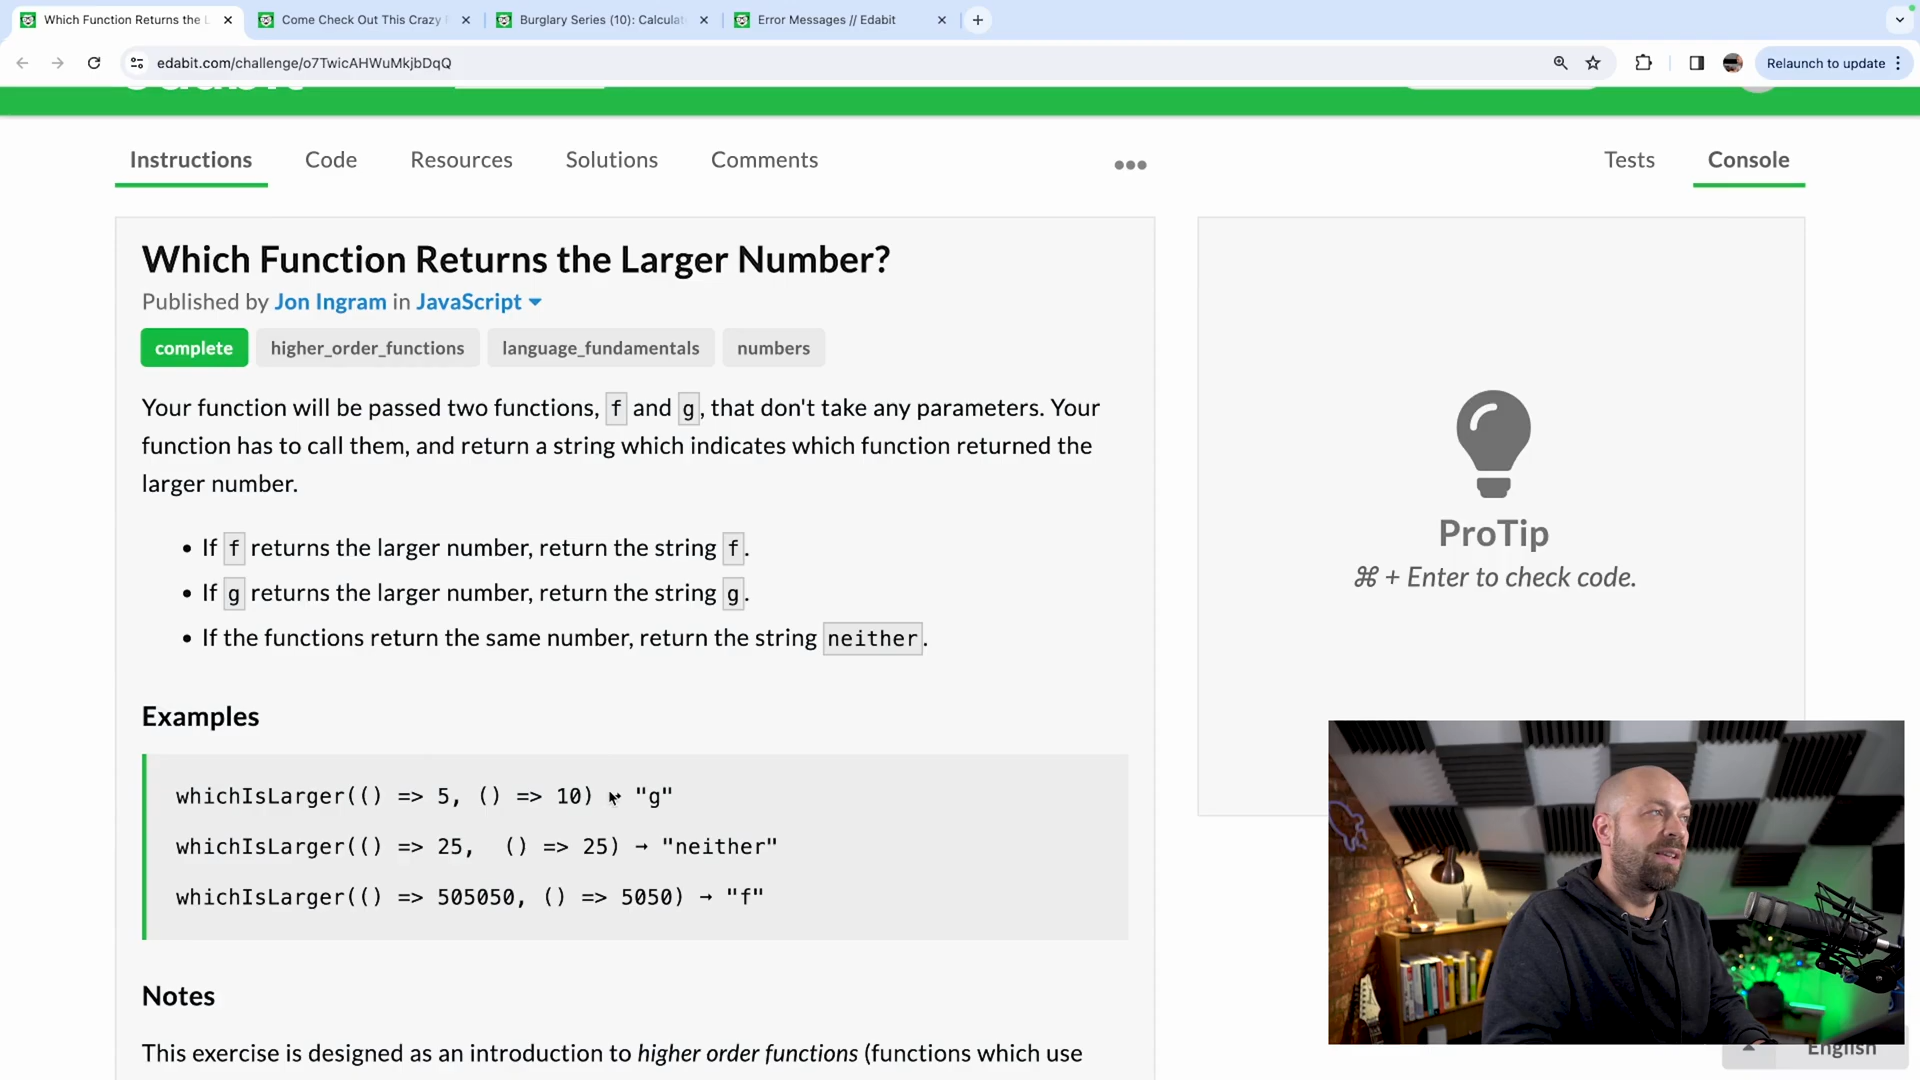 Which Function Returns the L
Come Check Out This Crazy
Burglary Series (10): Calculat
Error Messages // Edabit
edabit.com/challenge/o7TwicAHWuMkjbDqQ
Relaunch to update
Instructions
Code
Resources
Solutions
Comments
Tests
Console
Which Function Returns the Larger Number?
Published by Jon Ingram in JavaScript
complete
higher_order_functions
language_fundamentals
numbers
Your function will be passed two functions, f and g, that don't take any parameters. Your
function has to call them, and return a string which indicates which function returned the
larger number.
• If f returns the larger number, return the string f.
• If g returns the larger number, return the string g.
• If the functions return the same number, return the string neither.
Examples
whichIsLarger(() => 5, () => 10) → "g"
whichIsLarger(() => 25,  () => 25) → "neither"
whichIsLarger(() => 505050, () => 5050) → "f"
Notes
This exercise is designed as an introduction to higher order functions (functions which use
ProTip
⌘ + Enter to check code.
English